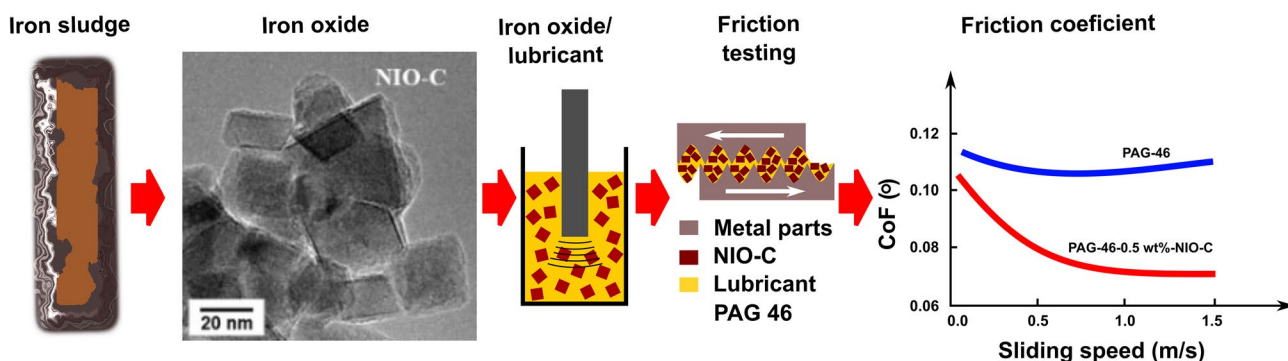 Iron sludge
Iron oxide
NIO-C
20 nm
Iron oxide/
lubricant
Friction
testing
Metal parts
NIO-C
Lubricant
PAG 46
Friction coeficient
CoF (o)
0.12
0.10
0.08
0.06
PAG-46
PAG-46-0.5 wt%-NIO-C
0.0 0.5 1.0 1.5
Sliding speed (m/s)